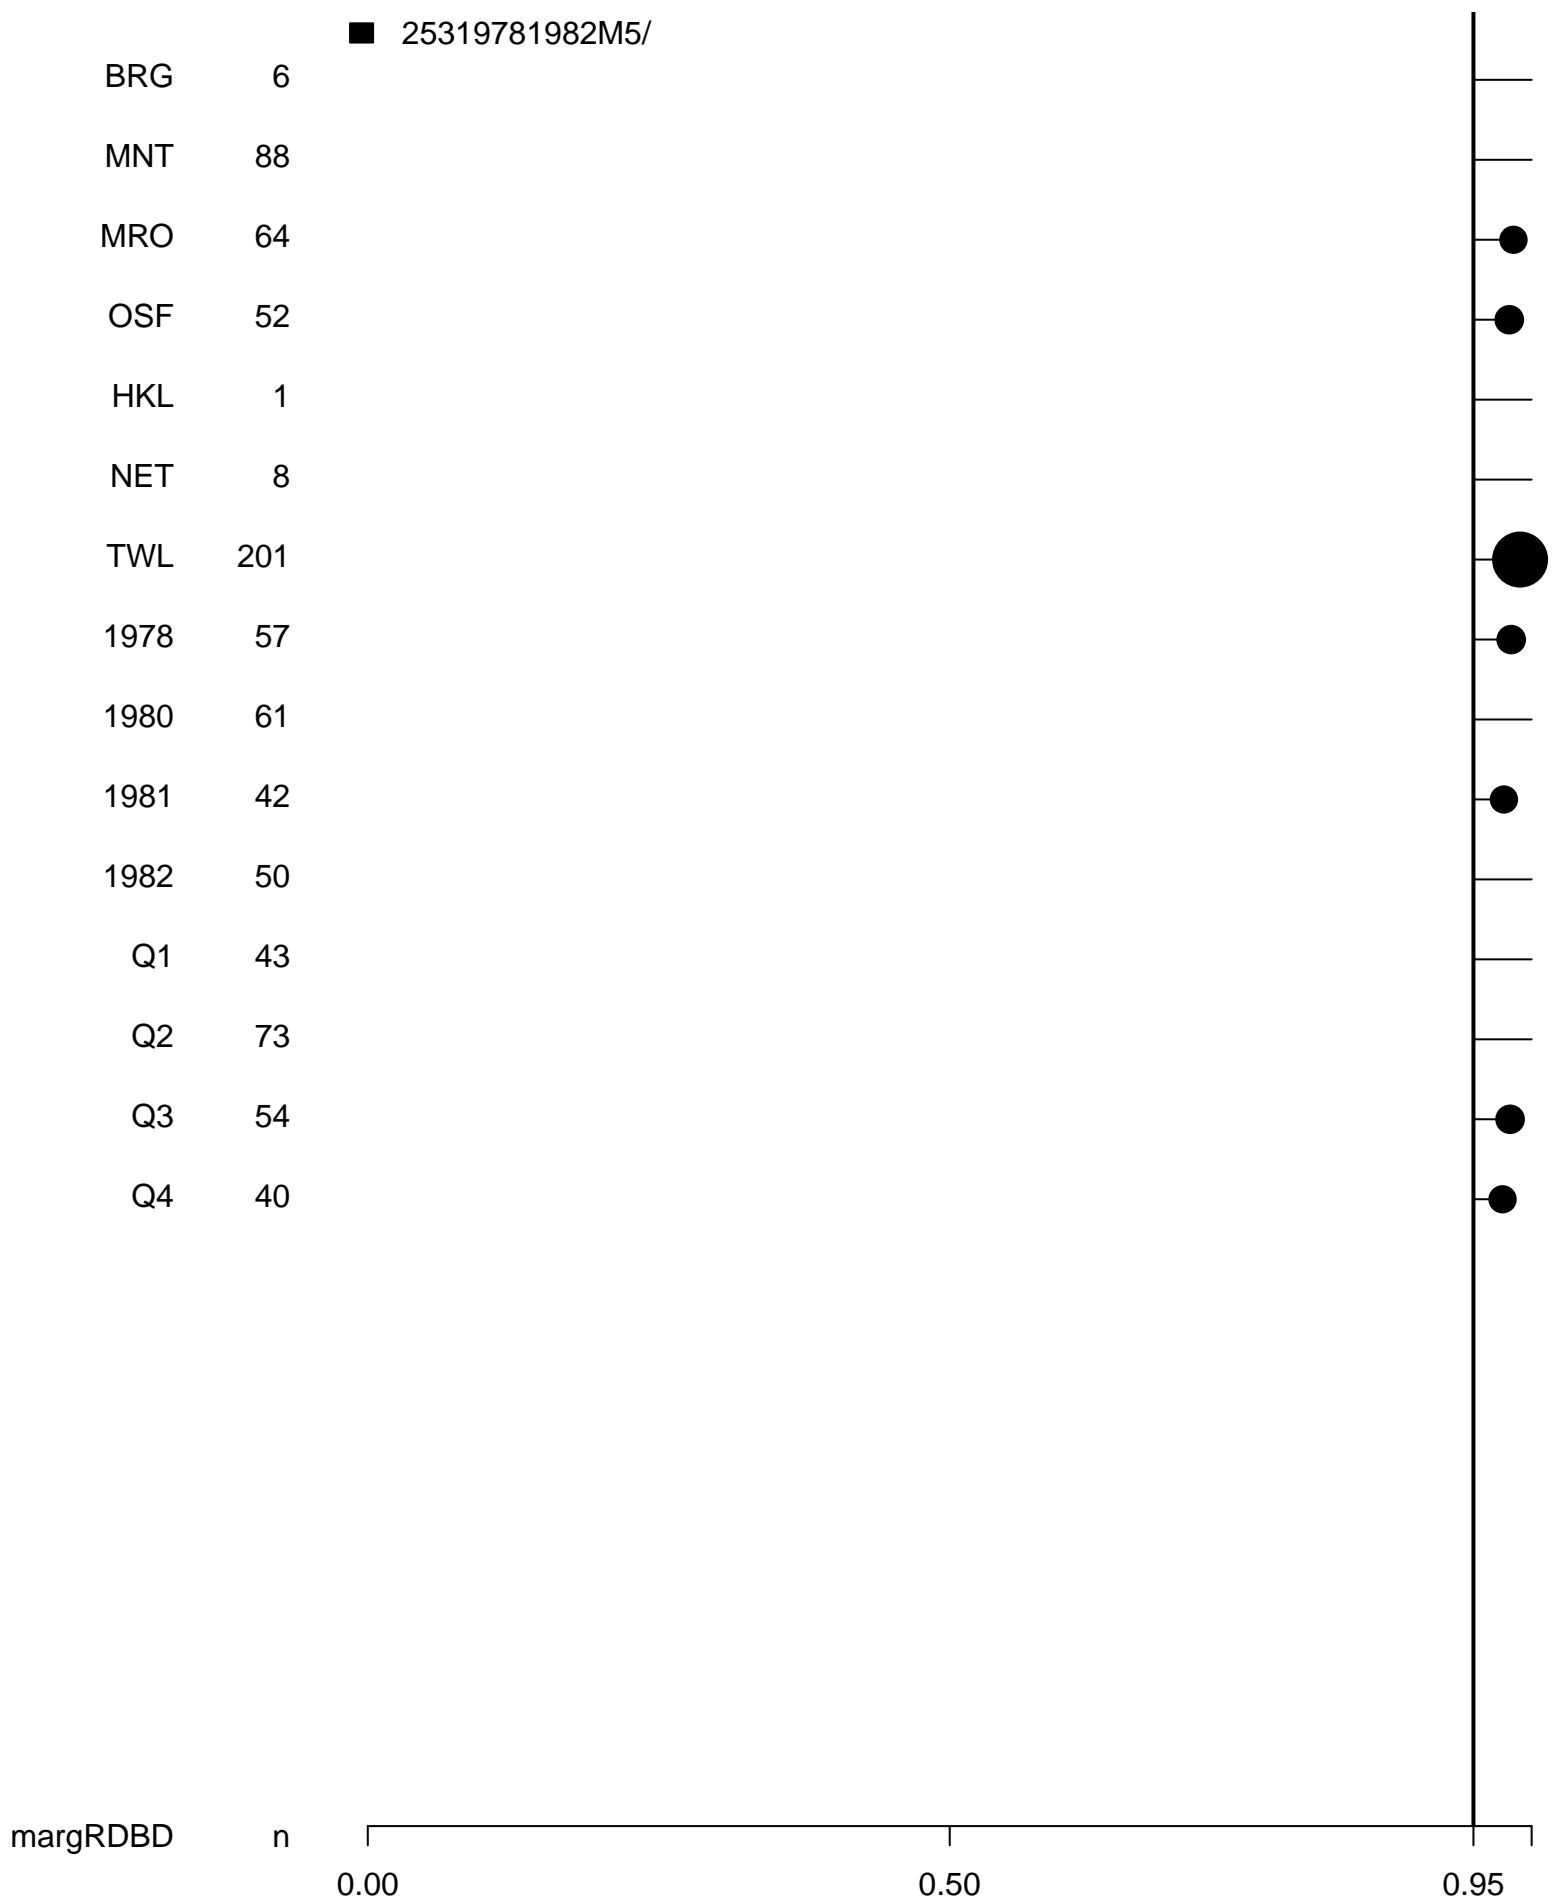 25319781982M5/
BRG 6
MNT 88
MRO 64
OSF 52
HKL 1
NET 8
TWL 201
1978 57
1980 61
1981 42
1982 50
Q1 43
Q2 73
Q3 54
Q4 40
margRDBD n
0.00 0.50 0.95